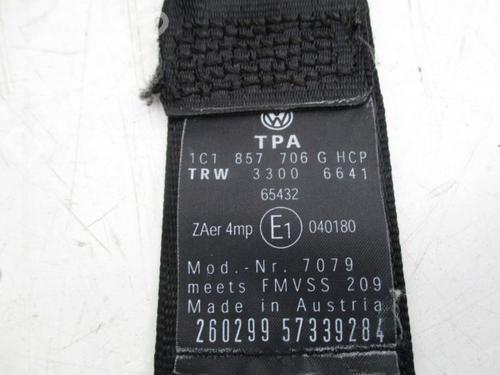 TPA
1C1 857 706 G HCP
TRW 3300 6641
65432
ZAer 4mp E1 040180
Mod.-Nr. 7079
meets FMVSS 209
Made in Austria
260299 57339284